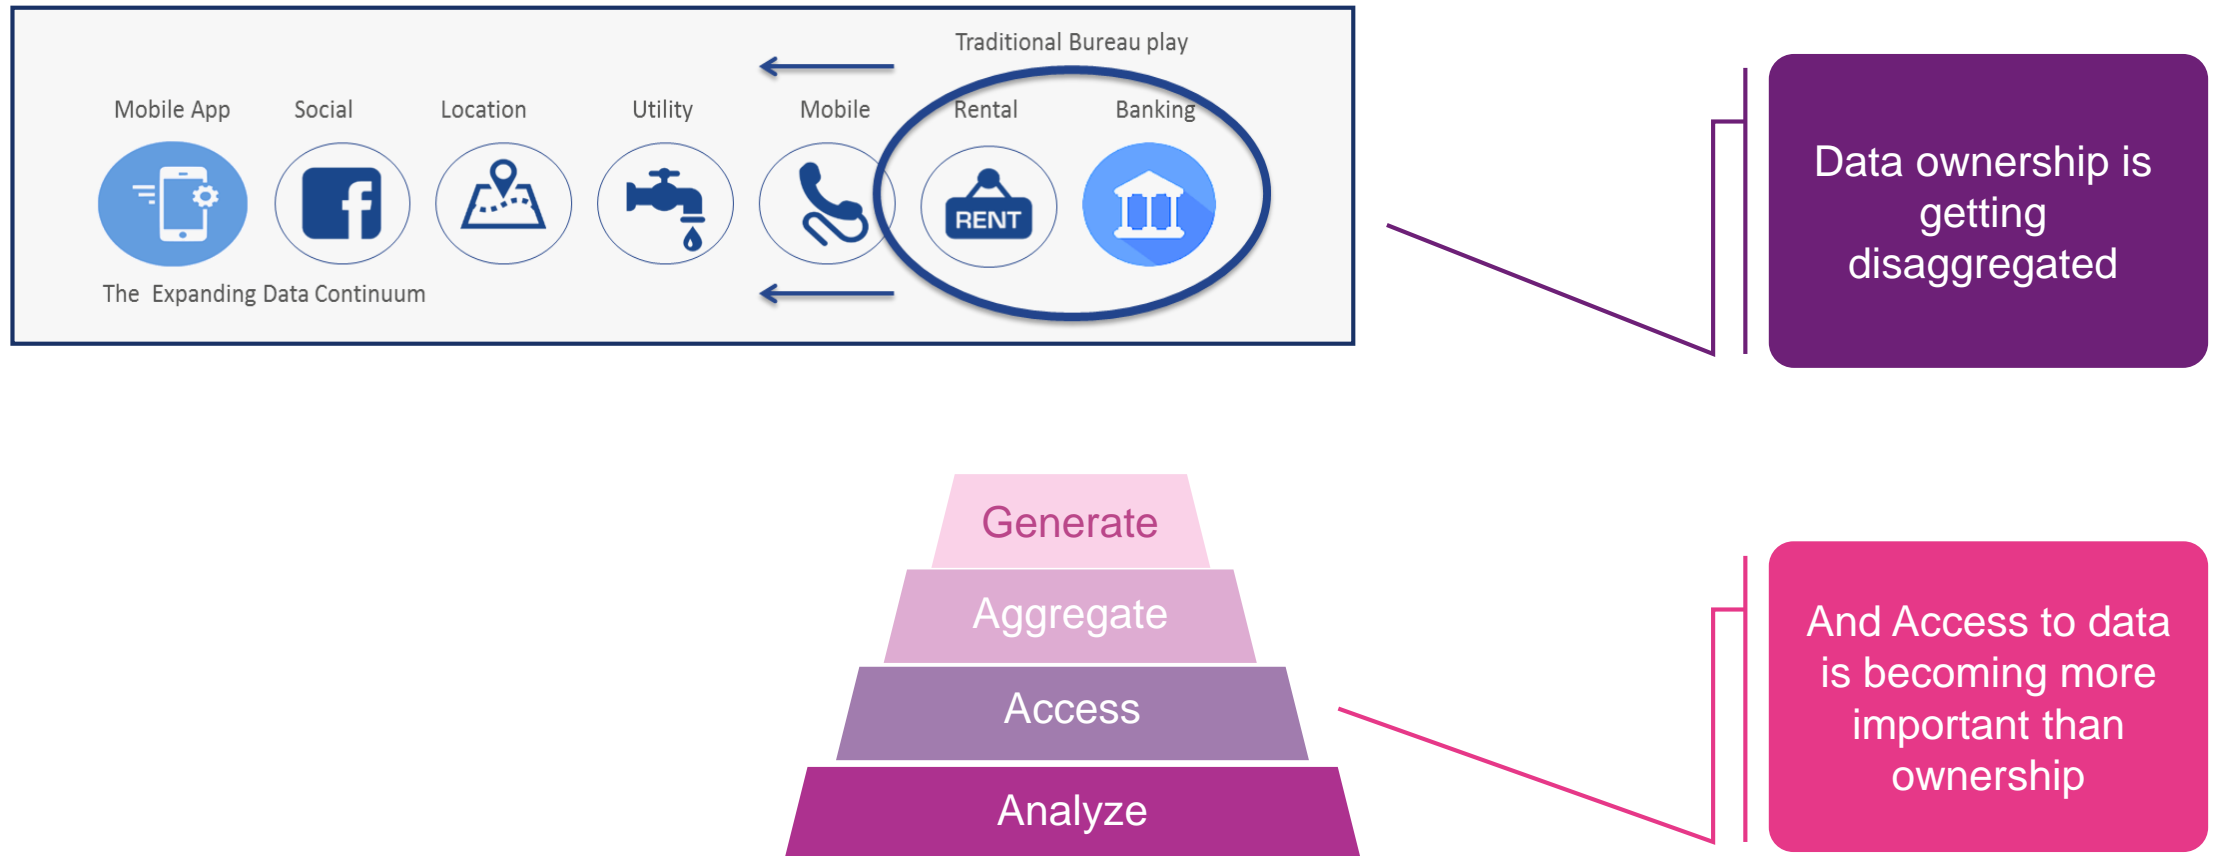 Traditional Bureau play
Mobile App Social Location Utility Mobile Rental Banking
RENT
The Expanding Data Continuum
Data ownership is
getting
disaggregated
Generate
Aggregate
Access
Analyze
And Access to data
is becoming more
important than
ownership